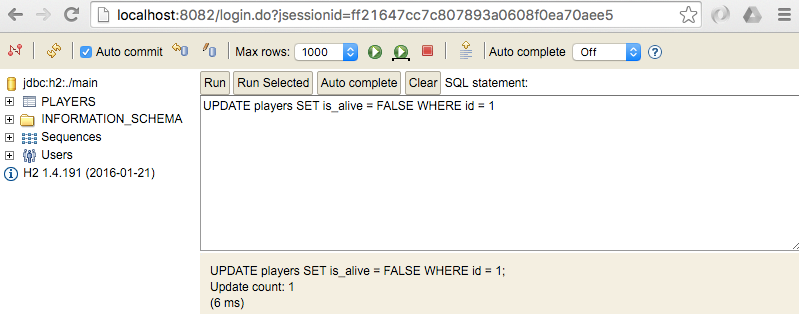 localhost:8082/login.do?jsessionid=ff21647cc7c807893a0608f0ea70aee5
Auto commit Max rows: 1000 Auto complete Off
jdbc:h2:./main
PLAYERS
INFORMATION_SCHEMA
Sequences
Users
H2 1.4.191 (2016-01-21)
Run Run Selected Auto complete Clear SQL statement:
UPDATE players SET is_alive = FALSE WHERE id = 1
UPDATE players SET is_alive = FALSE WHERE id = 1;
Update count: 1
(6 ms)